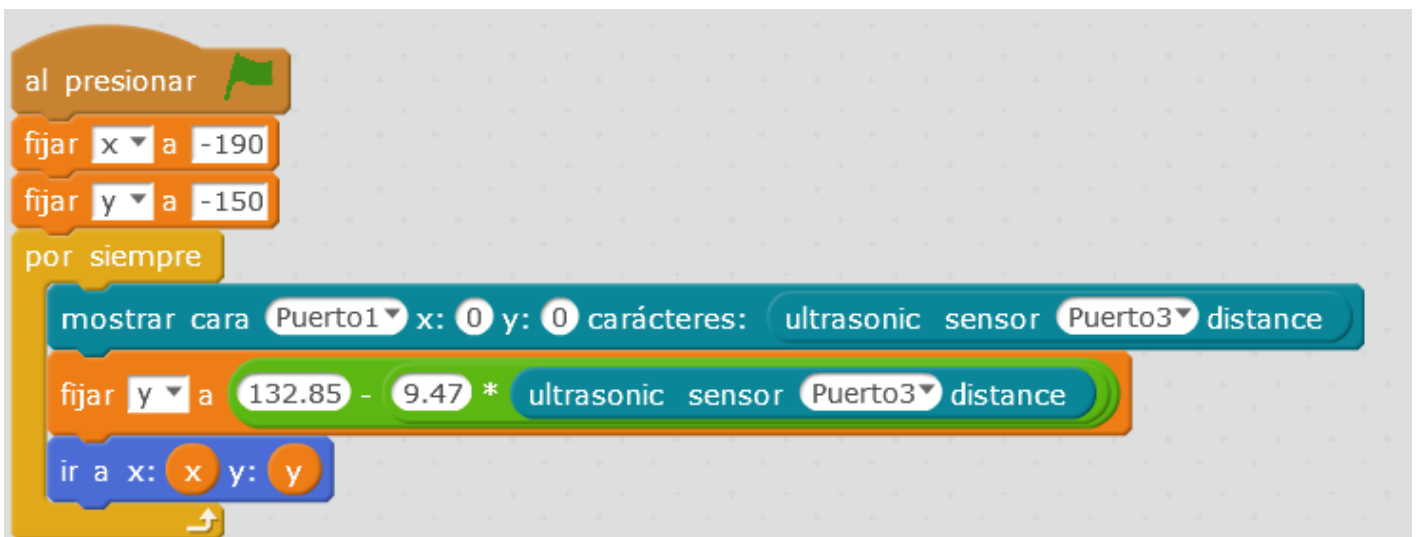 al presionar
fijar x a -190
fijar y a -150
por siempre
mostrar cara Puerto1 x: 0 y: 0 carácteres: ultrasonic sensor Puerto3 distance
fijar y a 132.85 - 9.47 * ultrasonic sensor Puerto3 distance
ir a x: x y: y